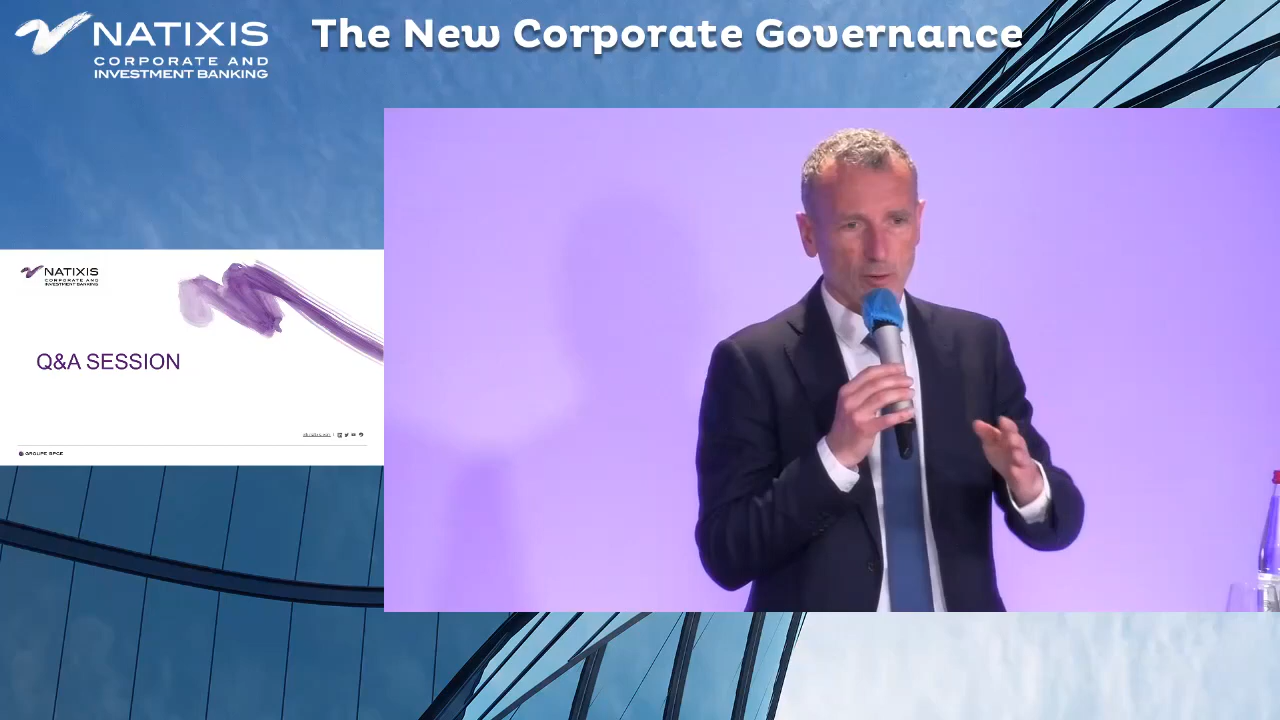 NATIXIS
CORPORATE AND
INVESTMENT BANKING
The New Corporate Governance
NATIXIS
CORPORATE AND
INVESTMENT BANKING
Q&A SESSION
GROUPE BPCE